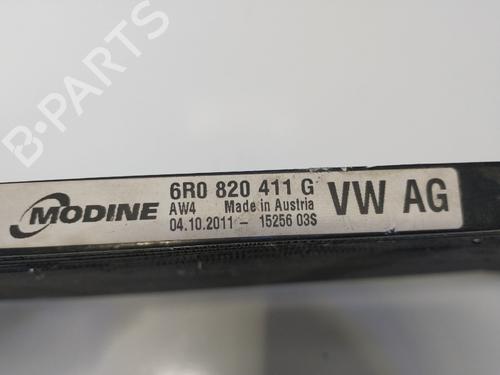 B-PARTS
MODINE
6R0 820 411 G
AW4 Made in Austria
04.10.2011 - 15256 03S
VW AG